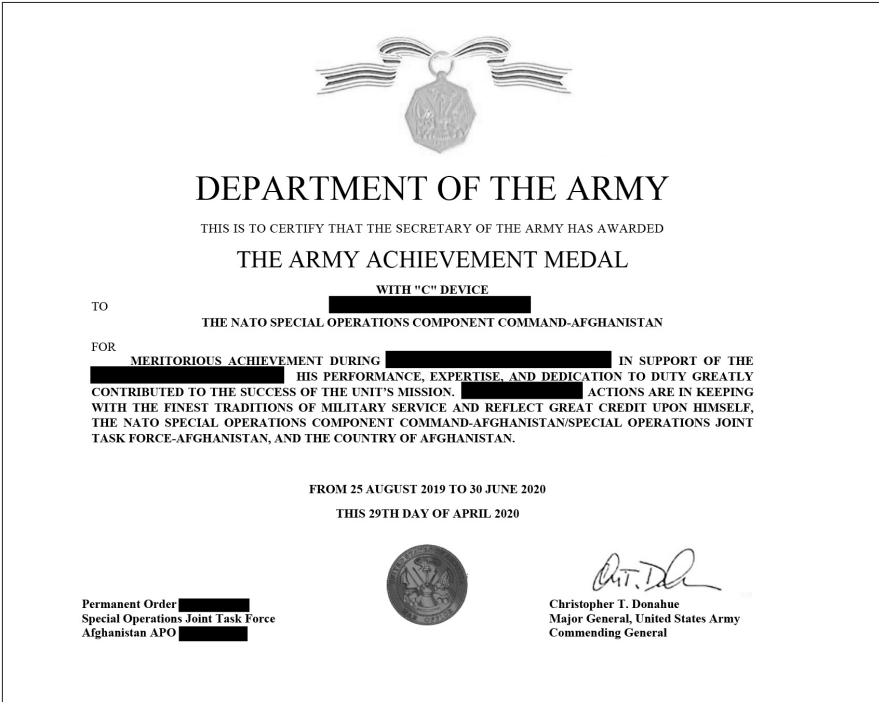 DEPARTMENT OF THE ARMY
THIS IS TO CERTIFY THAT THE SECRETARY OF THE ARMY HAS AWARDED
THE ARMY ACHIEVEMENT MEDAL
WITH "C" DEVICE
TO
THE NATO SPECIAL OPERATIONS COMPONENT COMMAND-AFGHANISTAN
FOR
MERITORIOUS ACHIEVEMENT DURING IN SUPPORT OF THE
HIS PERFORMANCE, EXPERTISE, AND DEDICATION TO DUTY GREATLY
CONTRIBUTED TO THE SUCCESS OF THE UNIT'S MISSION. ACTIONS ARE IN KEEPING
WITH THE FINEST TRADITIONS OF MILITARY SERVICE AND REFLECT GREAT CREDIT UPON HIMSELF,
THE NATO SPECIAL OPERATIONS COMPONENT COMMAND-AFGHANISTAN/SPECIAL OPERATIONS JOINT
TASK FORCE-AFGHANISTAN, AND THE COUNTRY OF AFGHANISTAN.
FROM 25 AUGUST 2019 TO 30 JUNE 2020
THIS 29TH DAY OF APRIL 2020
Permanent Order
Special Operations Joint Task Force
Afghanistan APO
Christopher T. Donahue
Major General, United States Army
Commending General